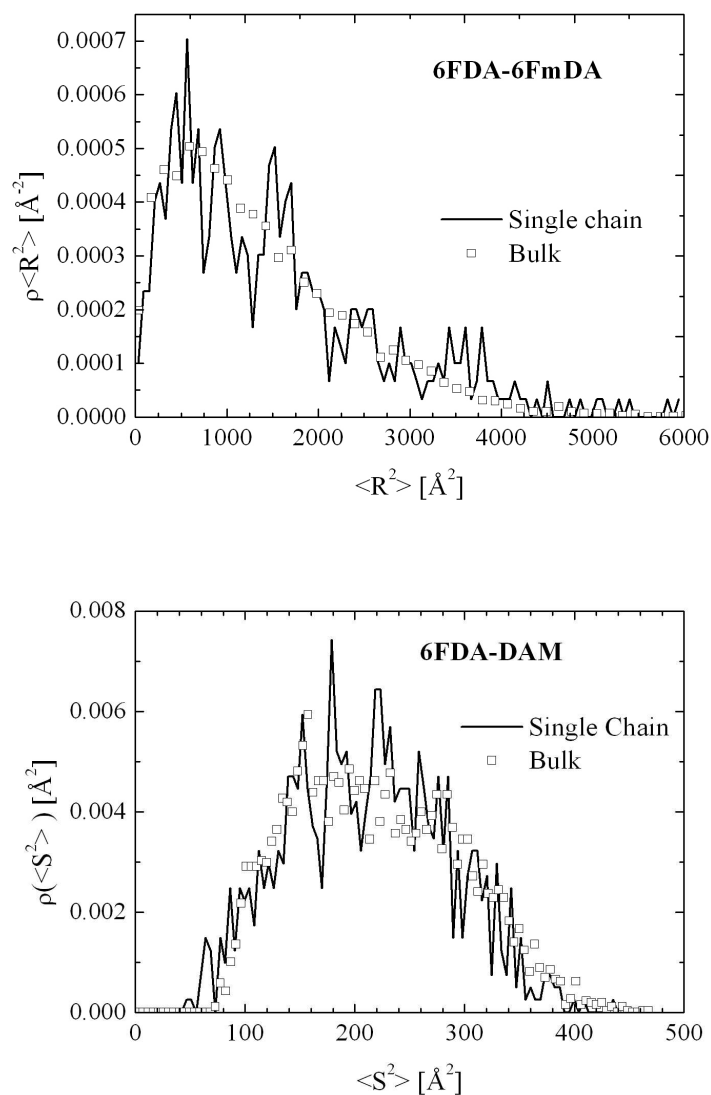 0.0007
0.0006
0.0005
0.0004
0.0003
0.0002
0.0001
0.0000
ρ<R²> [Å⁻²]
6FDA-6FmDA
Single chain
Bulk
0 1000 2000 3000 4000 5000 6000
<R²> [Å²]
0.008
0.006
0.004
0.002
0.000
ρ(<S²>) [Å²]
6FDA-DAM
Single Chain
Bulk
0 100 200 300 400 500
<S²> [Å²]